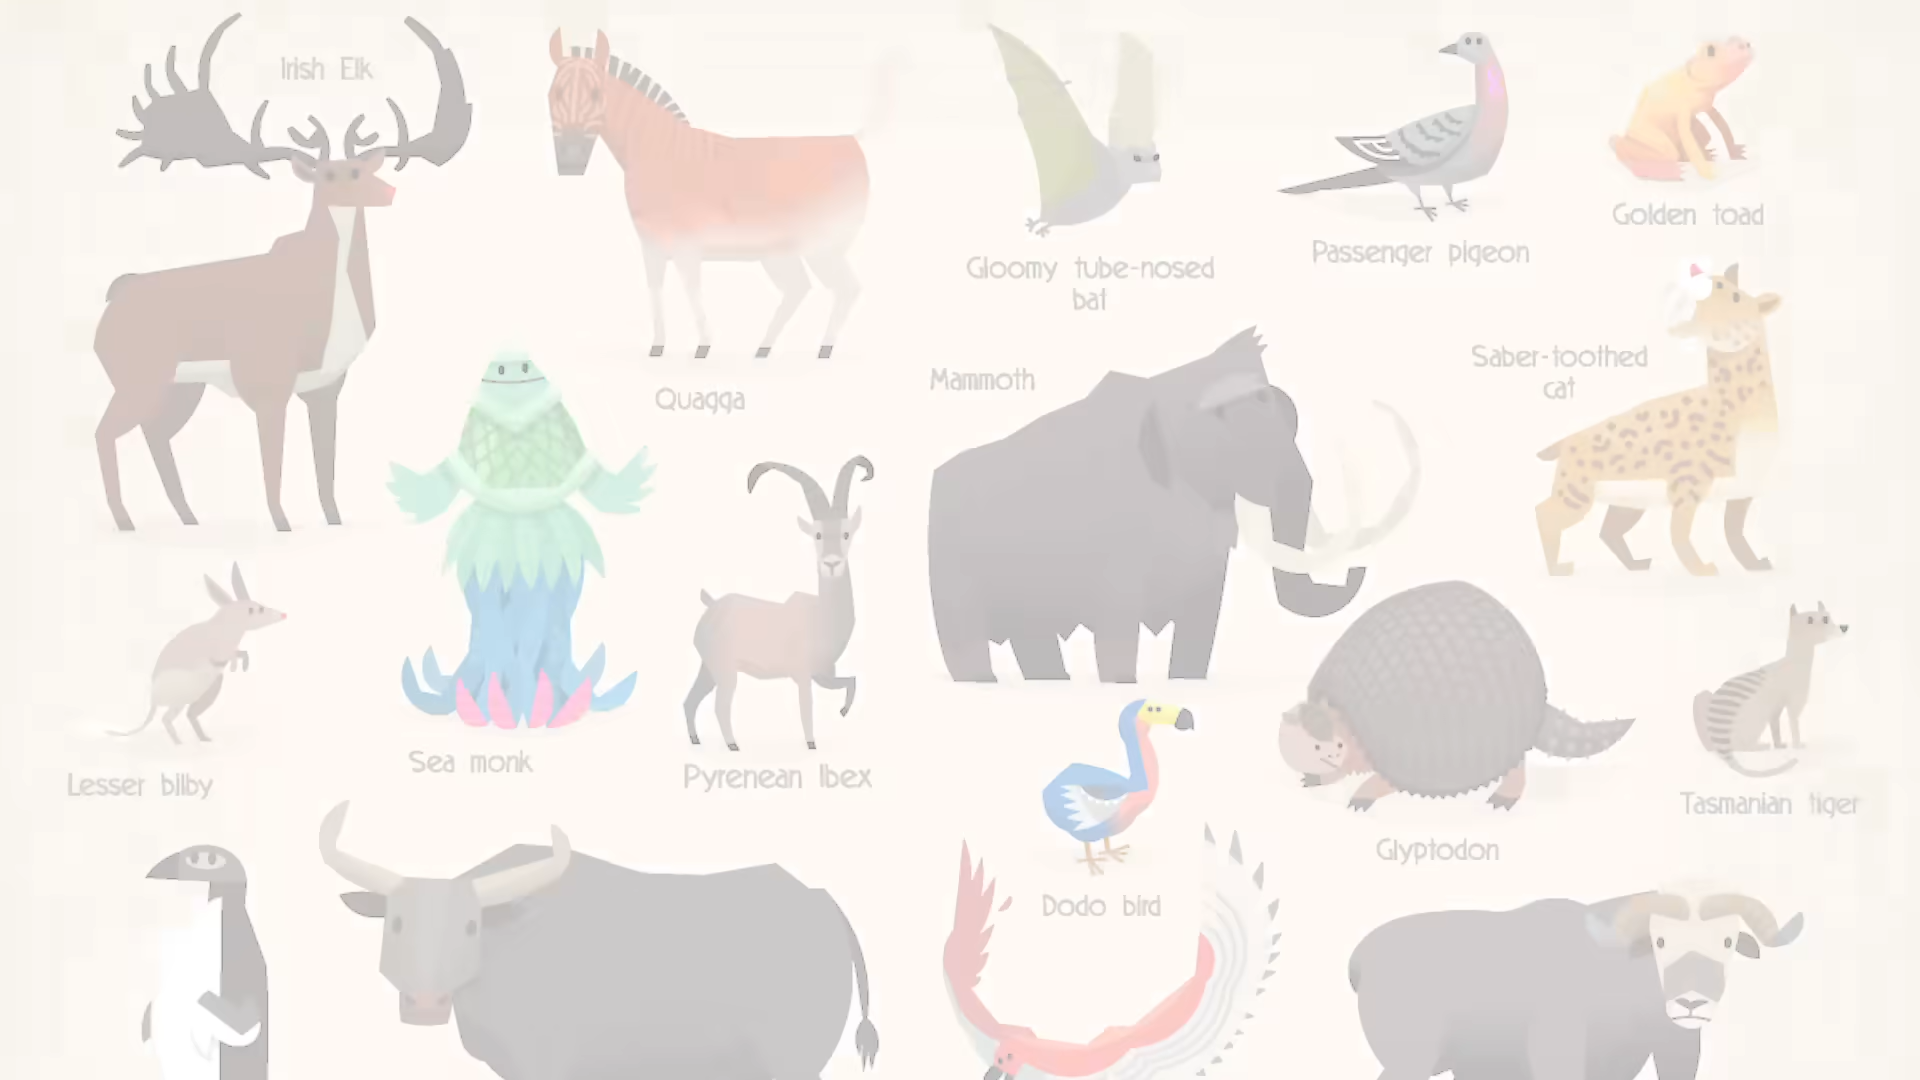 Irish Elk
Quagga
Gloomy tube-nosed
bat
Passenger pigeon
Golden toad
Mammoth
Saber-toothed
cat
Lesser bilby
Sea monk
Pyrenean Ibex
Dodo bird
Glyptodon
Tasmanian tiger